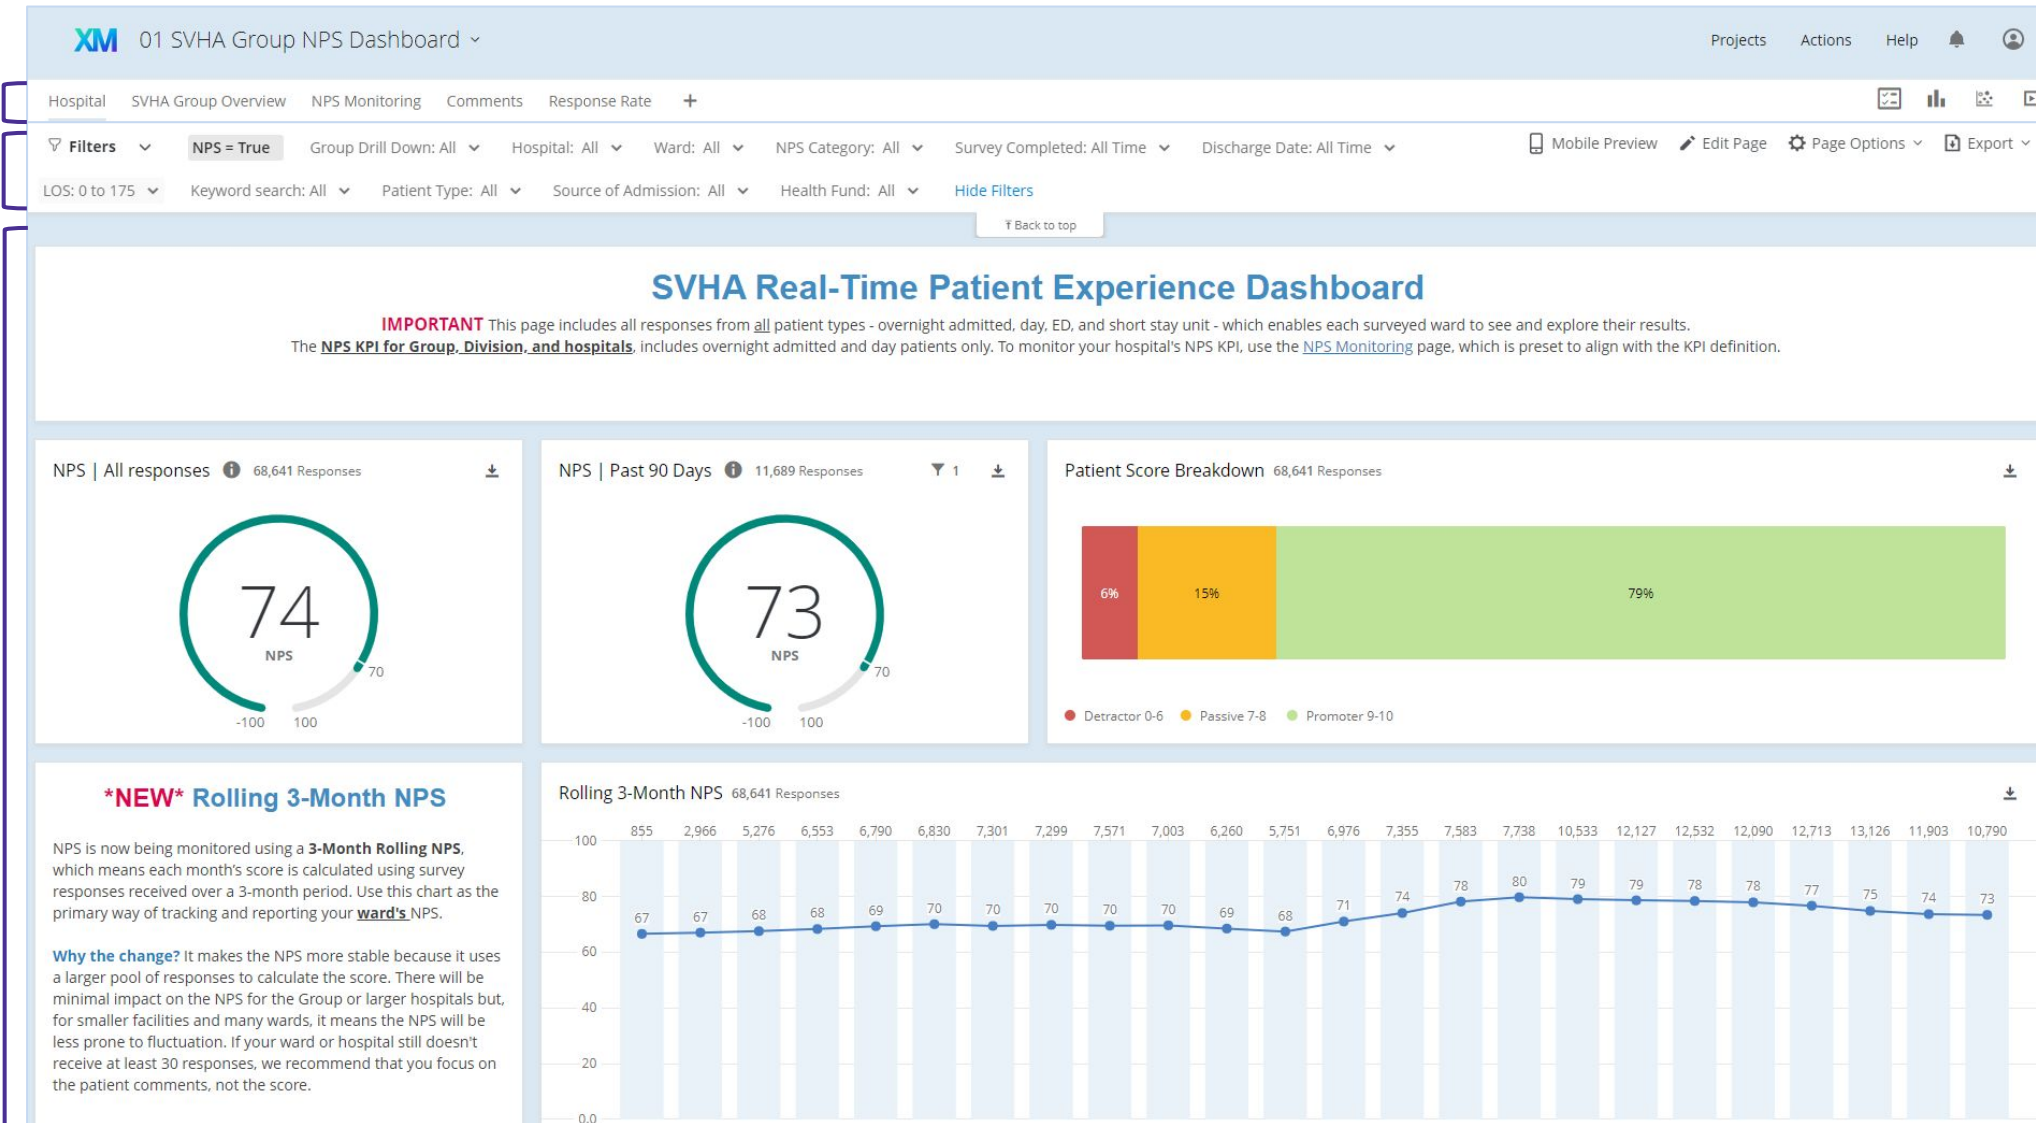 XM 01 SVHA Group NPS Dashboard
Projects Actions Help
Hospital SVHA Group Overview NPS Monitoring Comments Response Rate +
Filters NPS = True Group Drill Down: All Hospital: All Ward: All NPS Category: All Survey Completed: All Time Discharge Date: All Time Mobile Preview Edit Page Page Options Export
LOS: 0 to 175 Keyword search: All Patient Type: All Source of Admission: All Health Fund: All Hide Filters
Back to top
SVHA Real-Time Patient Experience Dashboard
IMPORTANT This page includes all responses from all patient types - overnight admitted, day, ED, and short stay unit - which enables each surveyed ward to see and explore their results.
The NPS KPI for Group, Division, and hospitals, includes overnight admitted and day patients only. To monitor your hospital's NPS KPI, use the NPS Monitoring page, which is preset to align with the KPI definition.
NPS | All responses 68,641 Responses
74
NPS
70
-100 100
NPS | Past 90 Days 11,689 Responses 1
73
NPS
70
-100 100
Patient Score Breakdown 68,641 Responses
6% 15% 79%
Detractor 0-6 Passive 7-8 Promoter 9-10
*NEW* Rolling 3-Month NPS
NPS is now being monitored using a 3-Month Rolling NPS,
which means each month's score is calculated using survey
responses received over a 3-month period. Use this chart as the
primary way of tracking and reporting your ward's NPS.
Why the change? It makes the NPS more stable because it uses
a larger pool of responses to calculate the score. There will be
minimal impact on the NPS for the Group or larger hospitals but,
for smaller facilities and many wards, it means the NPS will be
less prone to fluctuation. If your ward or hospital still doesn't
receive at least 30 responses, we recommend that you focus on
the patient comments, not the score.
Rolling 3-Month NPS 68,641 Responses
855 2,966 5,276 6,553 6,790 6,830 7,301 7,299 7,571 7,003 6,260 5,751 6,976 7,355 7,583 7,738 10,533 12,127 12,532 12,090 12,713 13,126 11,903 10,790
100
80
67 67 68 68 69 70 70 70 70 70 69 68 71 74 78 80 79 79 78 78 77 75 74 73
60
40
20
0.0